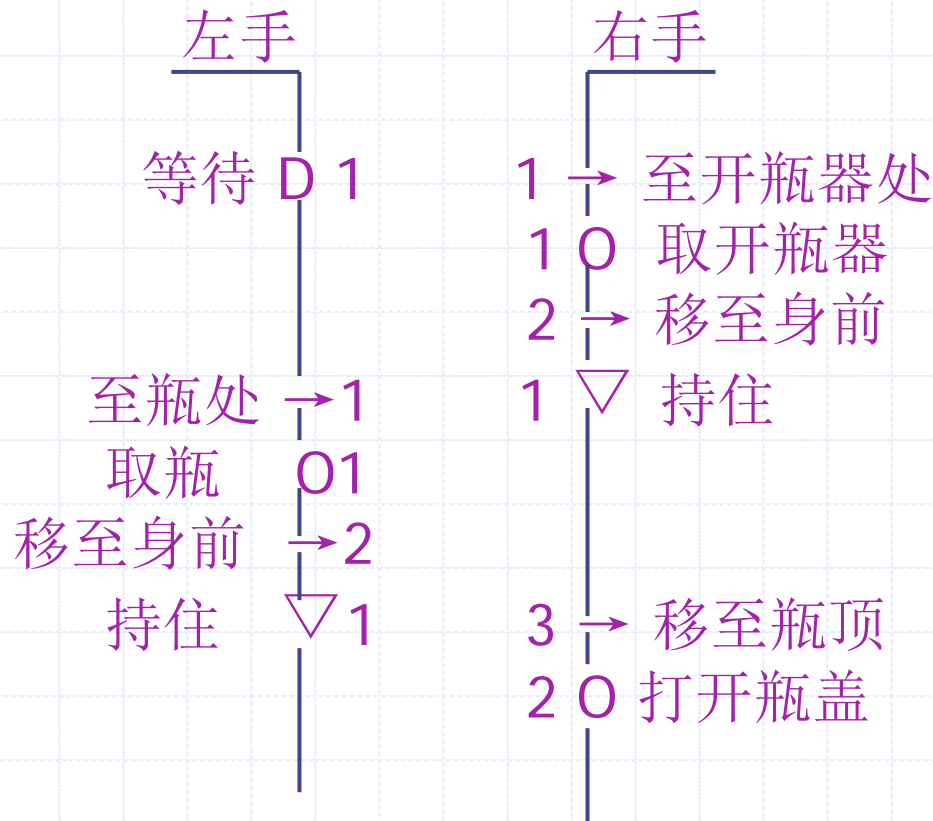 左手 右手
等待 D 1 1 → 至开瓶器处
1 O 取开瓶器
2 → 移至身前
至瓶处 → 1 1 ▽ 持住
取瓶 O1
移至身前 → 2
持住 ▽ 1 3 → 移至瓶顶
2 O 打开瓶盖